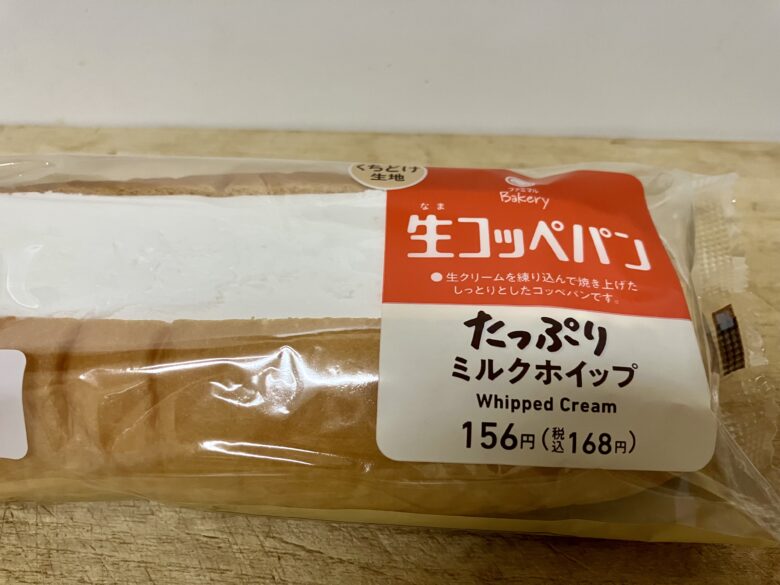 くちどけ
生地
ファミマル
Bakery
なま
生コッペパン
●生クリームを練り込んで焼き上げた
しっとりとしたコッペパンです。
たっぷり
ミルクホイップ
Whipped Cream
156円(税込168円)